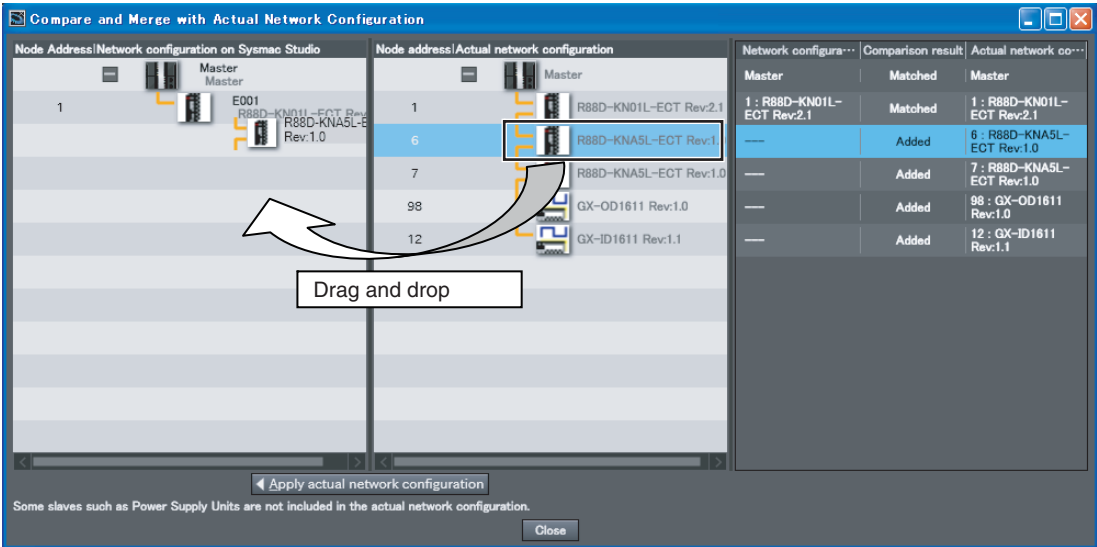 Compare and Merge with Actual Network Configuration
Node Address|Network configuration on Sysmac Studio
Master
Master
1
E001
R88D-KN01L-ECT Rev
R88D-KNA5L-E
Rev:1.0
Node address|Actual network configuration
Master
1
R88D-KN01L-ECT Rev:2.1
6
R88D-KNA5L-ECT Rev:1.
7
R88D-KNA5L-ECT Rev:1.0
98
GX-OD1611 Rev:1.0
12
GX-ID1611 Rev:1.1
Drag and drop
Network configura... Comparison result Actual network co...
Master Matched Master
1 : R88D-KN01L-
ECT Rev:2.1
Matched
1 : R88D-KN01L-
ECT Rev:2.1
--- Added
6 : R88D-KNA5L-
ECT Rev:1.0
--- Added
7 : R88D-KNA5L-
ECT Rev:1.0
--- Added
98 : GX-OD1611
Rev:1.0
--- Added
12 : GX-ID1611
Rev:1.1
Apply actual network configuration
Some slaves such as Power Supply Units are not included in the actual network configuration.
Close